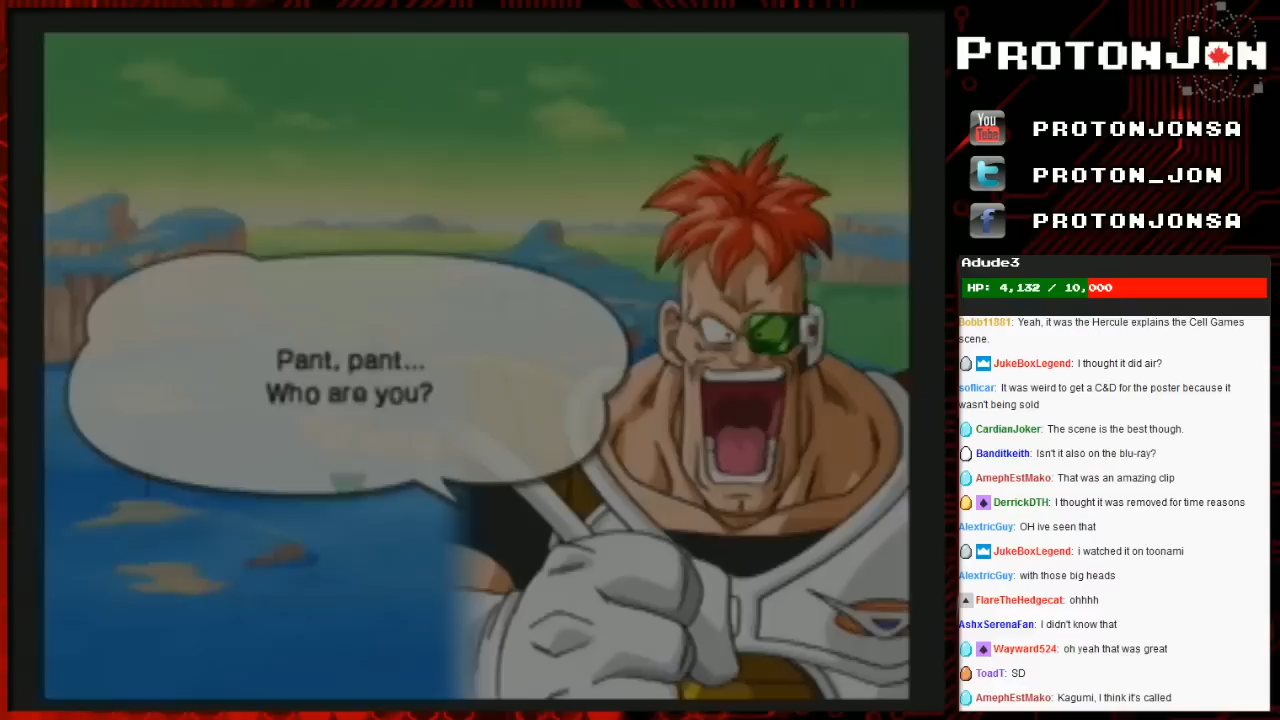 Pant, pant...
Who are you?
PROTONJON
You
Tube
PROTONJONSA
t
PROTON_JON
f
PROTONJONSA
Adude3
HP: 4,132 / 10,000
Bobb11881: Yeah, it was the Hercule explains the Cell Games
scene.
JukeBoxLegend: I thought it did air?
soflicar: It was weird to get a C&D for the poster because it
wasn't being sold
CardianJoker: The scene is the best though.
Banditkeith: Isn't it also on the blu-ray?
AmephEstMako: That was an amazing clip
DerrickDTH: I thought it was removed for time reasons
AlextricGuy: OH ive seen that
JukeBoxLegend: i watched it on toonami
AlextricGuy: with those big heads
FlareTheHedgecat: ohhhh
AshxSerenaFan: I didn't know that
Wayward524: oh yeah that was great
ToadT: SD
AmephEstMako: Kagumi, I think it's called